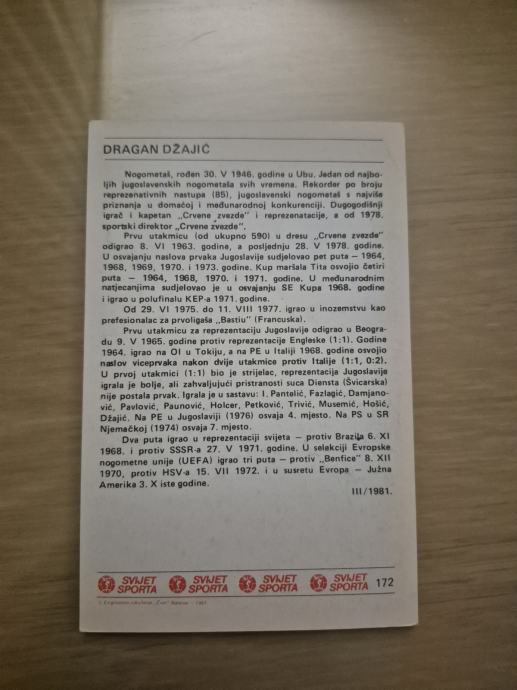 DRAGAN DŽAJIĆ
Nogometaš, rođen 30. V 1946. godine u Ubu. Jedan od najbo-
ljih jugoslavenskih nogometaša svih vremena. Rekorder po broju
reprezenativnih nastupa (85), jugoslavenski nogometaš s najviše
priznanja u domaćoj i međunarodnoj konkurenciji. Dugogodišnji
igrač i kapetan „Crvene zvezde" i reprezenatacije, a od 1978.
sportski direktor „Crvene zvezde".
Prvu utakmicu (od ukupno 590) u dresu „Crvene zvezde"
odigrao 8. VI 1963. godine, a posljednju 28. V 1978. godine.
U osvajanju naslova prvaka Jugoslavije sudjelovao pet puta – 1964,
1968, 1969, 1970. i 1973. godine. Kup maršala Tita osvojio četiri
puta – 1964, 1968, 1970. i 1971. godine. U međunarodnim
natjecanjima sudjelovao je u osvajanju SE Kupa 1968. godine
i igrao u polufinalu KEP-a 1971. godine.
Od 29. VI 1975. do 11. VIII 1977. igrao u inozemstvu kao
prefesionalac za prvoligaša „Bastiu" (Francuska).
Prvu utakmicu za reprezentaciju Jugoslavije odigrao u Beogra-
du 9. V 1965. godine protiv reprezentacije Engleske (1:1). Godine
1964. igrao na OI u Tokiju, a na PE u Italiji 1968. godine osvojio
naslov viceprvaka nakon dvije utakmice protiv Italije (1:1, 0:2).
U prvoj utakmici (1:1) bio je strijelac, reprezentacija Jugoslavije
igrala je bolje, ali zahvaljujući pristranosti suca Diensta (Švicarska)
nije postala prvak. Igrala je u sastavu: I. Pantelić, Fazlagić, Damjano-
vić, Pavlović, Paunović, Holcer, Petković, Trivić, Musemić, Hošić,
Džajić. Na PE u Jugoslaviji (1976) osvaja 4. mjesto. Na PS u SR
Njemačkoj (1974) osvaja 7. mjesto.
Dva puta igrao u reprezentaciji svijeta – protiv Brazila 6. XI
1968. i protiv SSSR-a 27. V 1971. godine. U selekciji Evropske
nogometne unije (UEFA) igrao tri puta – protiv „Benfice" 8. XII
1970, protiv HSV-a 15. VII 1972. i u susretu Evropa – Južna
Amerika 3. X iste godine.
III/1981.
SVIJET SPORTA SVIJET SPORTA SVIJET SPORTA SVIJET SPORTA 172